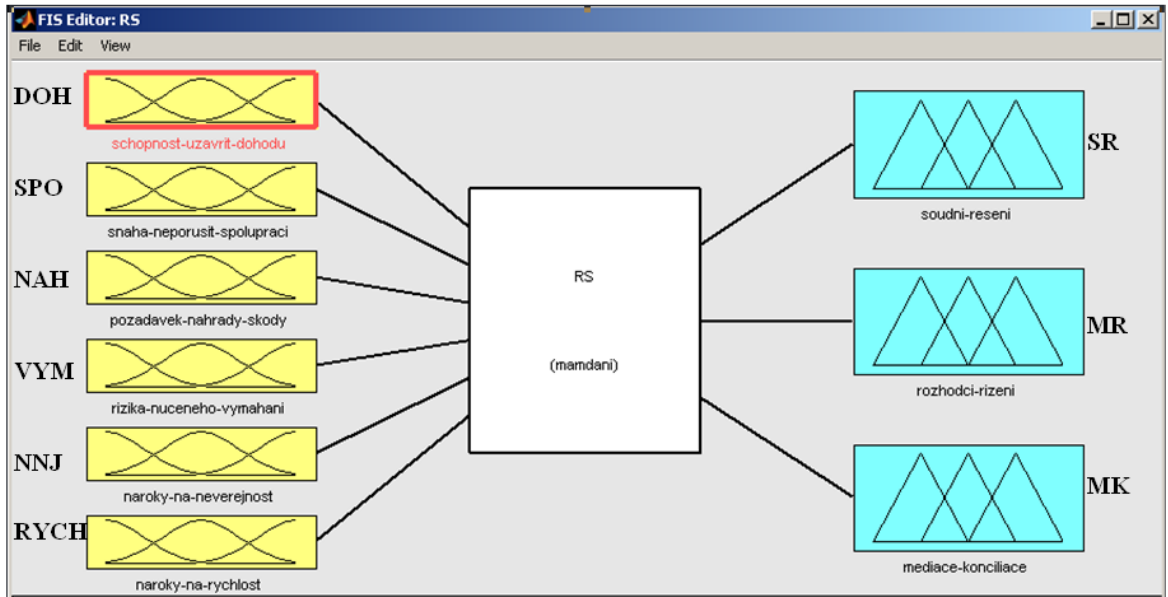 FIS Editor: RS
File Edit View
DOH
schopnost-uzavrit-dohodu
SPO
snaha-neporusit-spolupraci
NAH
pozadavek-nahrady-skody
VYM
rizika-nuceneho-vymahani
NNJ
naroky-na-neverejnost
RYCH
naroky-na-rychlost
RS
(mamdani)
SR
soudni-reseni
MR
rozhodci-rizeni
MK
mediace-konciliace